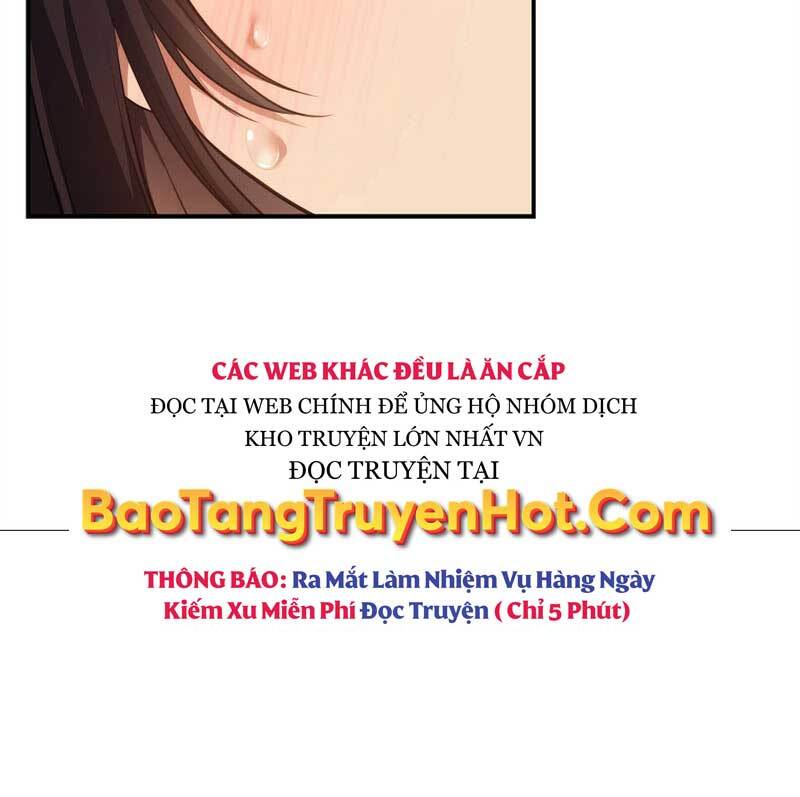 CÁC WEB KHÁC ĐỀU LÀ ĂN CẮP
ĐỌC TẠI WEB CHÍNH ĐỂ ỦNG HỘ NHÓM DỊCH
KHO TRUYỆN LỚN NHẤT VN
ĐỌC TRUYỆN TẠI
BaoTangTruyenHot.Com
THÔNG BÁO: Ra Mắt Làm Nhiệm Vụ Hàng Ngày
Kiếm Xu Miễn Phí Đọc Truyện ( Chỉ 5 Phút)